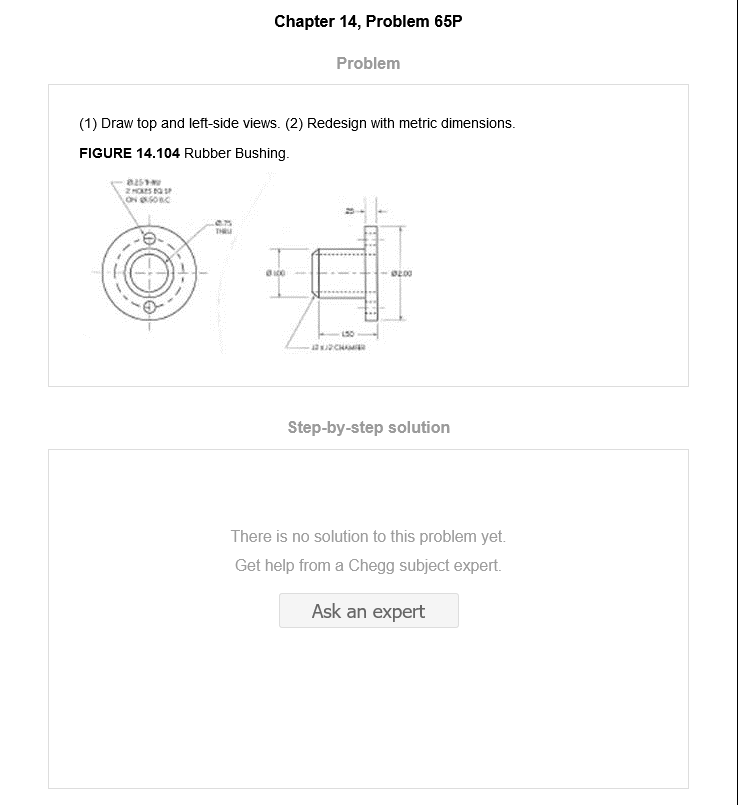 Chapter 14, Problem 65P
Problem
(1) Draw top and left-side views. (2) Redesign with metric dimensions.
FIGURE 14.104 Rubber Bushing.
Ø.25 THRU
2 HOLES EQ SP
ON Ø1.50 B.C
Ø.75
THRU
.25
Ø 1.00
Ø2.00
1.50
.12 x .12 CHAMFER
Step-by-step solution
There is no solution to this problem yet.
Get help from a Chegg subject expert.
Ask an expert